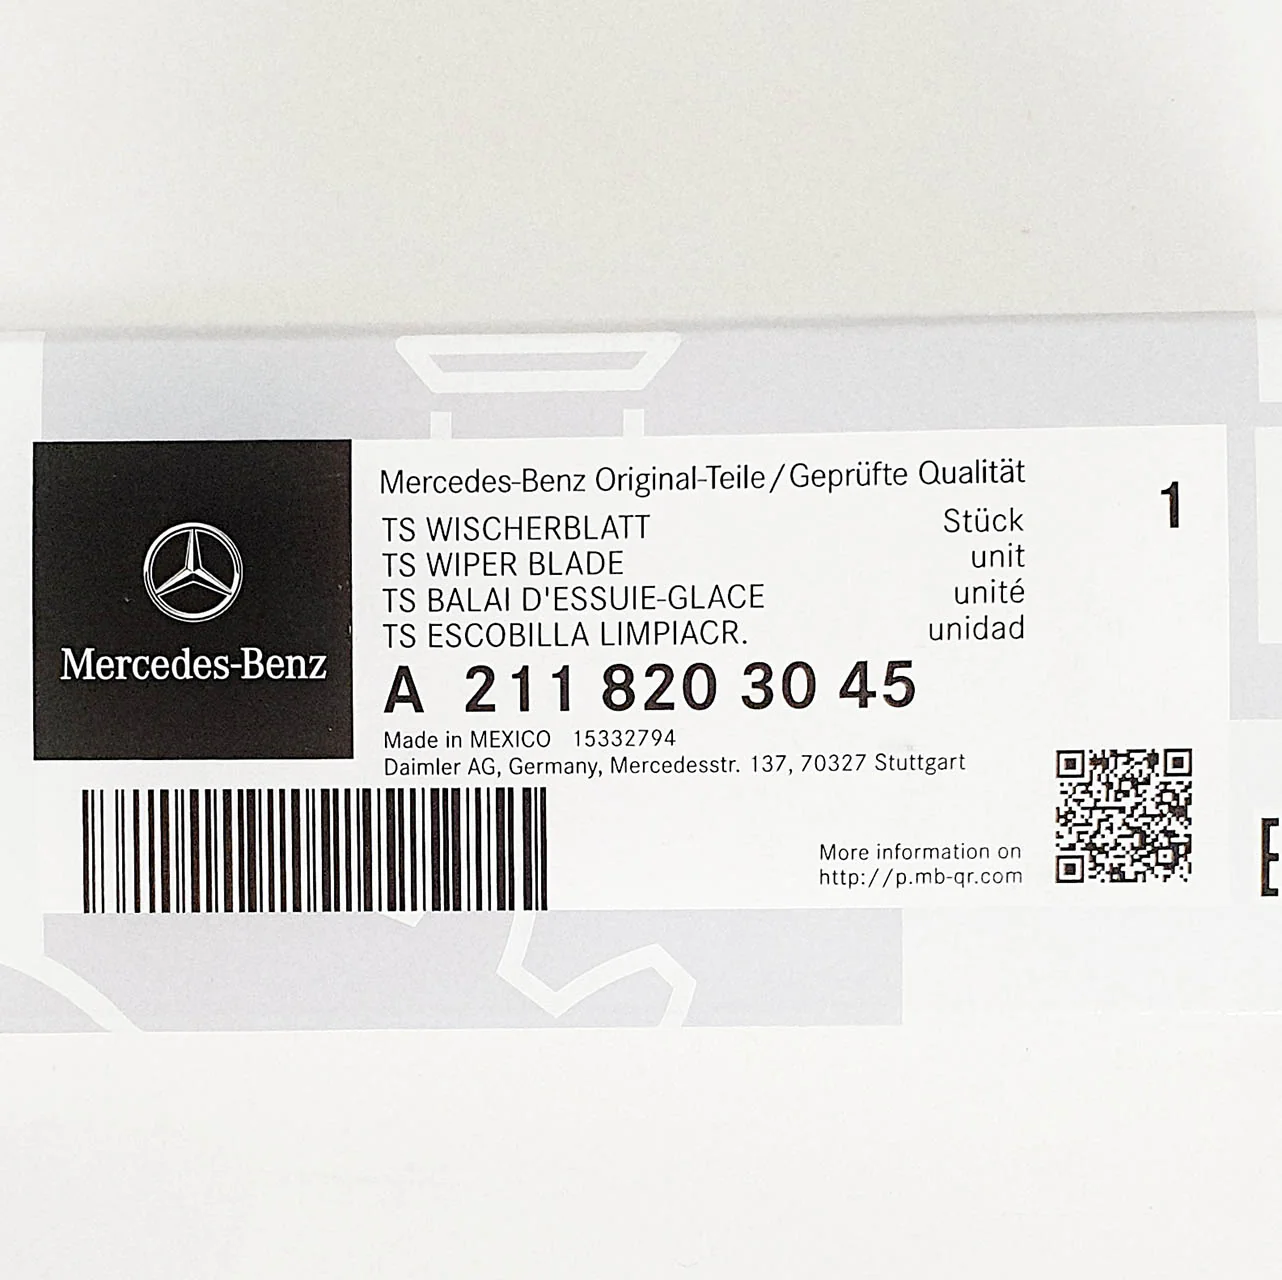 Mercedes-Benz
Mercedes-Benz Original-Teile/Geprüfte Qualität
TS WISCHERBLATT Stück 1
TS WIPER BLADE unit
TS BALAI D'ESSUIE-GLACE unité
TS ESCOBILLA LIMPIACR. unidad
A 211 820 30 45
Made in MEXICO 15332794
Daimler AG, Germany, Mercedesstr. 137, 70327 Stuttgart
More information on
http://p.mb-qr.com